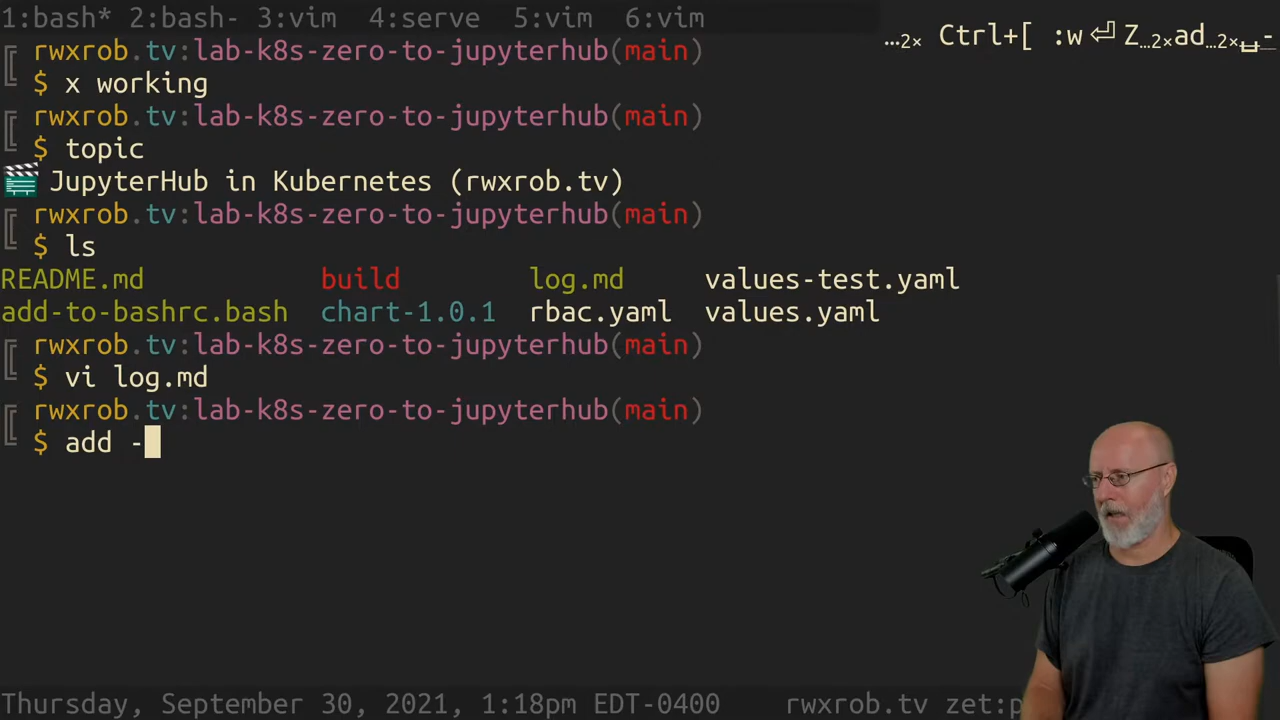 1:bash* 2:bash- 3:vim 4:serve 5:vim 6:vim
…2× Ctrl+[ :w⏎ Z…2×ad…2×␣-
rwxrob.tv:lab-k8s-zero-to-jupyterhub(main)
$ x working
rwxrob.tv:lab-k8s-zero-to-jupyterhub(main)
$ topic
🎬 JupyterHub in Kubernetes (rwxrob.tv)
rwxrob.tv:lab-k8s-zero-to-jupyterhub(main)
$ ls
README.md build log.md values-test.yaml
add-to-bashrc.bash chart-1.0.1 rbac.yaml values.yaml
rwxrob.tv:lab-k8s-zero-to-jupyterhub(main)
$ vi log.md
rwxrob.tv:lab-k8s-zero-to-jupyterhub(main)
$ add -
Thursday, September 30, 2021, 1:18pm EDT-0400 rwxrob.tv zet:p